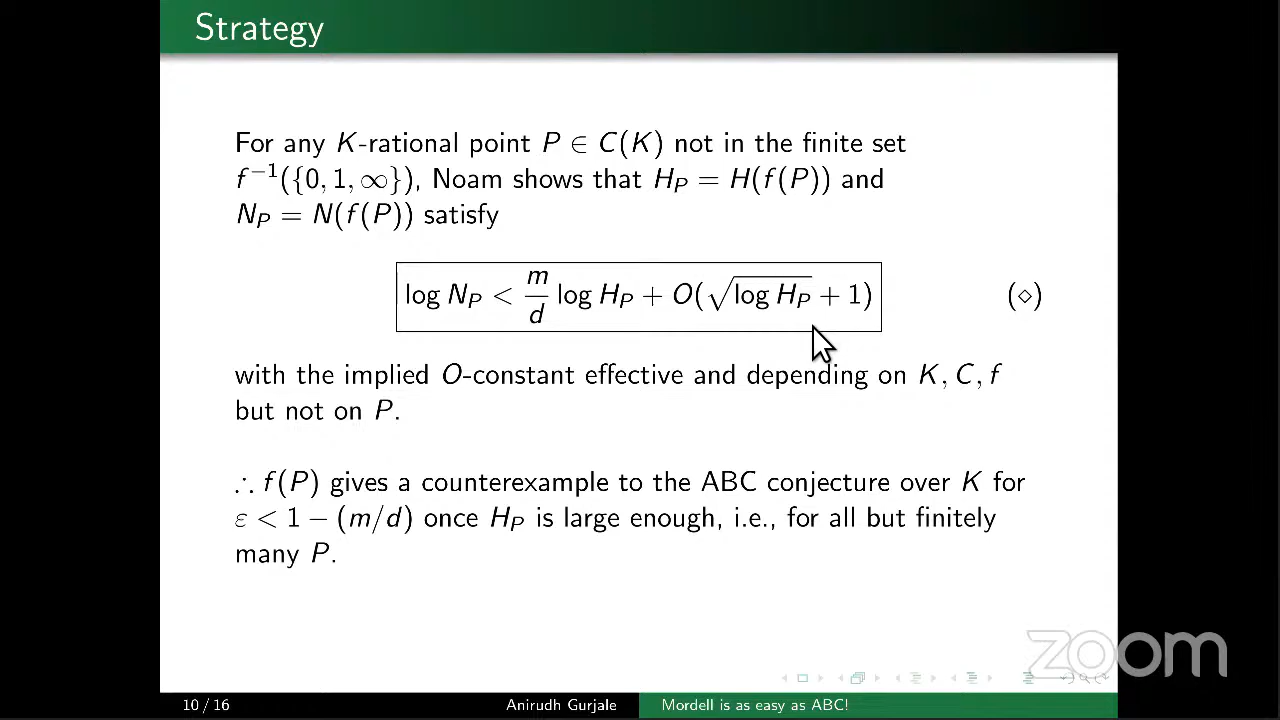 Strategy
For any K-rational point P ∈ C(K) not in the finite set
f⁻¹({0, 1, ∞}), Noam shows that H_P = H(f(P)) and
N_P = N(f(P)) satisfy
log N_P < m/d log H_P + O(√(log H_P) + 1) (⋄)
with the implied O-constant effective and depending on K, C, f
but not on P.
∴ f(P) gives a counterexample to the ABC conjecture over K for
ε < 1 − (m/d) once H_P is large enough, i.e., for all but finitely
many P.
zoom
10 / 16 Anirudh Gurjale Mordell is as easy as ABC!